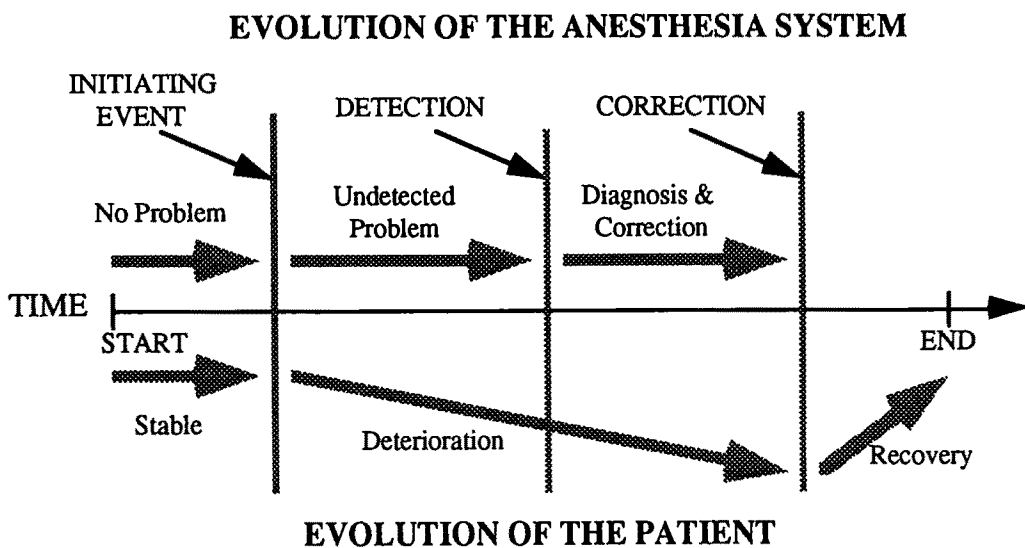 EVOLUTION OF THE ANESTHESIA SYSTEM
INITIATING
EVENT
DETECTION
CORRECTION
No Problem
Undetected
Problem
Diagnosis &
Correction
TIME
START
END
Stable
Deterioration
Recovery
EVOLUTION OF THE PATIENT